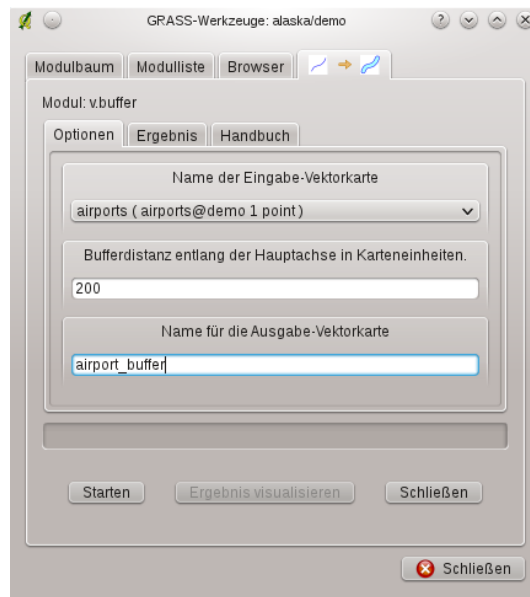 GRASS-Werkzeuge: alaska/demo
Modulbaum Modulliste Browser
Modul: v.buffer
Optionen Ergebnis Handbuch
Name der Eingabe-Vektorkarte
airports ( airports@demo 1 point )
Bufferdistanz entlang der Hauptachse in Karteneinheiten.
200
Name für die Ausgabe-Vektorkarte
airport_buffer
Starten Ergebnis visualisieren Schließen
Schließen